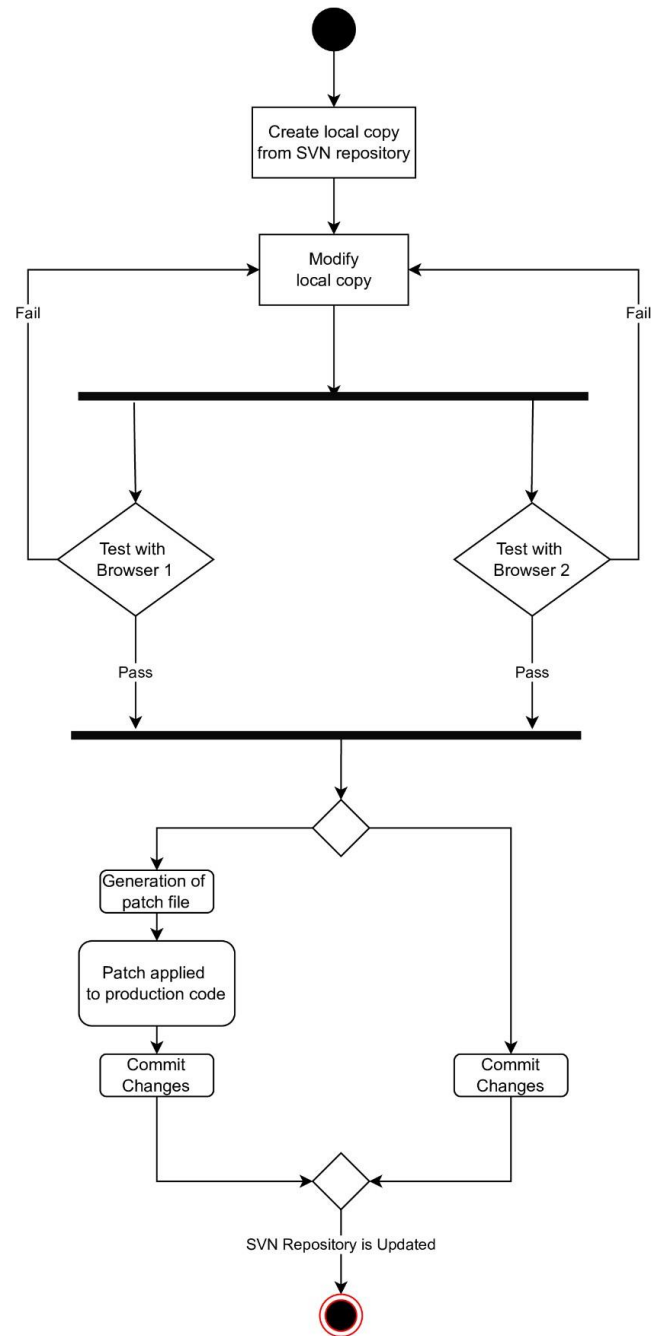 Create local copy
from SVN repository
Modify
local copy
Fail
Fail
Test with
Browser 1
Test with
Browser 2
Pass
Pass
Generation of
patch file
Patch applied
to production code
Commit
Changes
Commit
Changes
SVN Repository is Updated